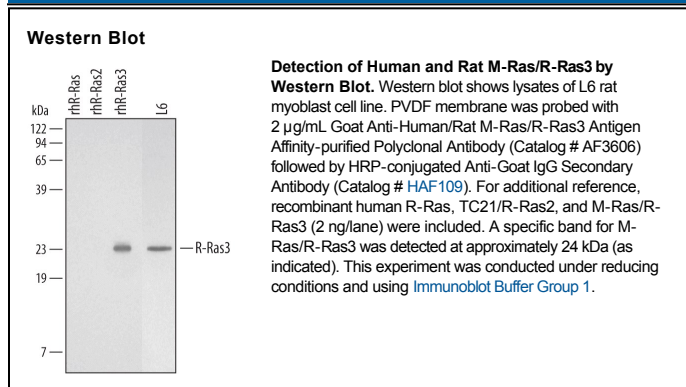 Western Blot
kDa
rhR-Ras
rhR-Ras2
rhR-Ras3
L6
122
94
65
39
23
19
7
R-Ras3
Detection of Human and Rat M-Ras/R-Ras3 by
Western Blot. Western blot shows lysates of L6 rat
myoblast cell line. PVDF membrane was probed with
2 µg/mL Goat Anti-Human/Rat M-Ras/R-Ras3 Antigen
Affinity-purified Polyclonal Antibody (Catalog # AF3606)
followed by HRP-conjugated Anti-Goat IgG Secondary
Antibody (Catalog # HAF109). For additional reference,
recombinant human R-Ras, TC21/R-Ras2, and M-Ras/R-
Ras3 (2 ng/lane) were included. A specific band for M-
Ras/R-Ras3 was detected at approximately 24 kDa (as
indicated). This experiment was conducted under reducing
conditions and using Immunoblot Buffer Group 1.